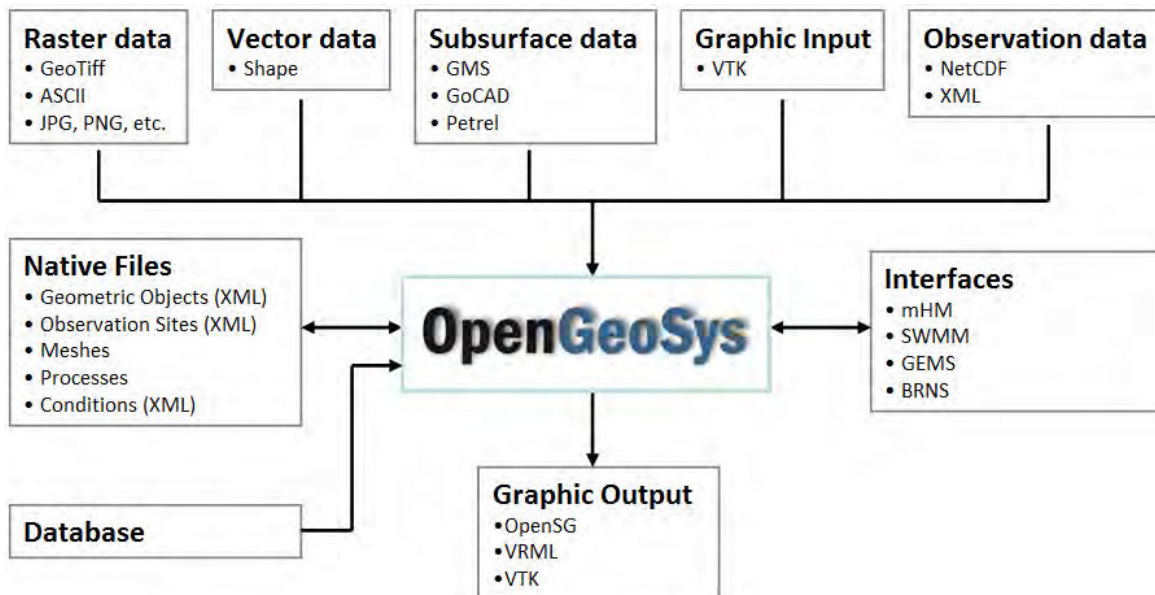 Raster data
• GeoTiff
• ASCII
• JPG, PNG, etc.
Vector data
• Shape
Subsurface data
• GMS
• GoCAD
• Petrel
Graphic Input
• VTK
Observation data
• NetCDF
• XML
Native Files
• Geometric Objects (XML)
• Observation Sites (XML)
• Meshes
• Processes
• Conditions (XML)
OpenGeoSys
Interfaces
• mHM
• SWMM
• GEMS
• BRNS
Database
Graphic Output
•OpenSG
•VRML
•VTK